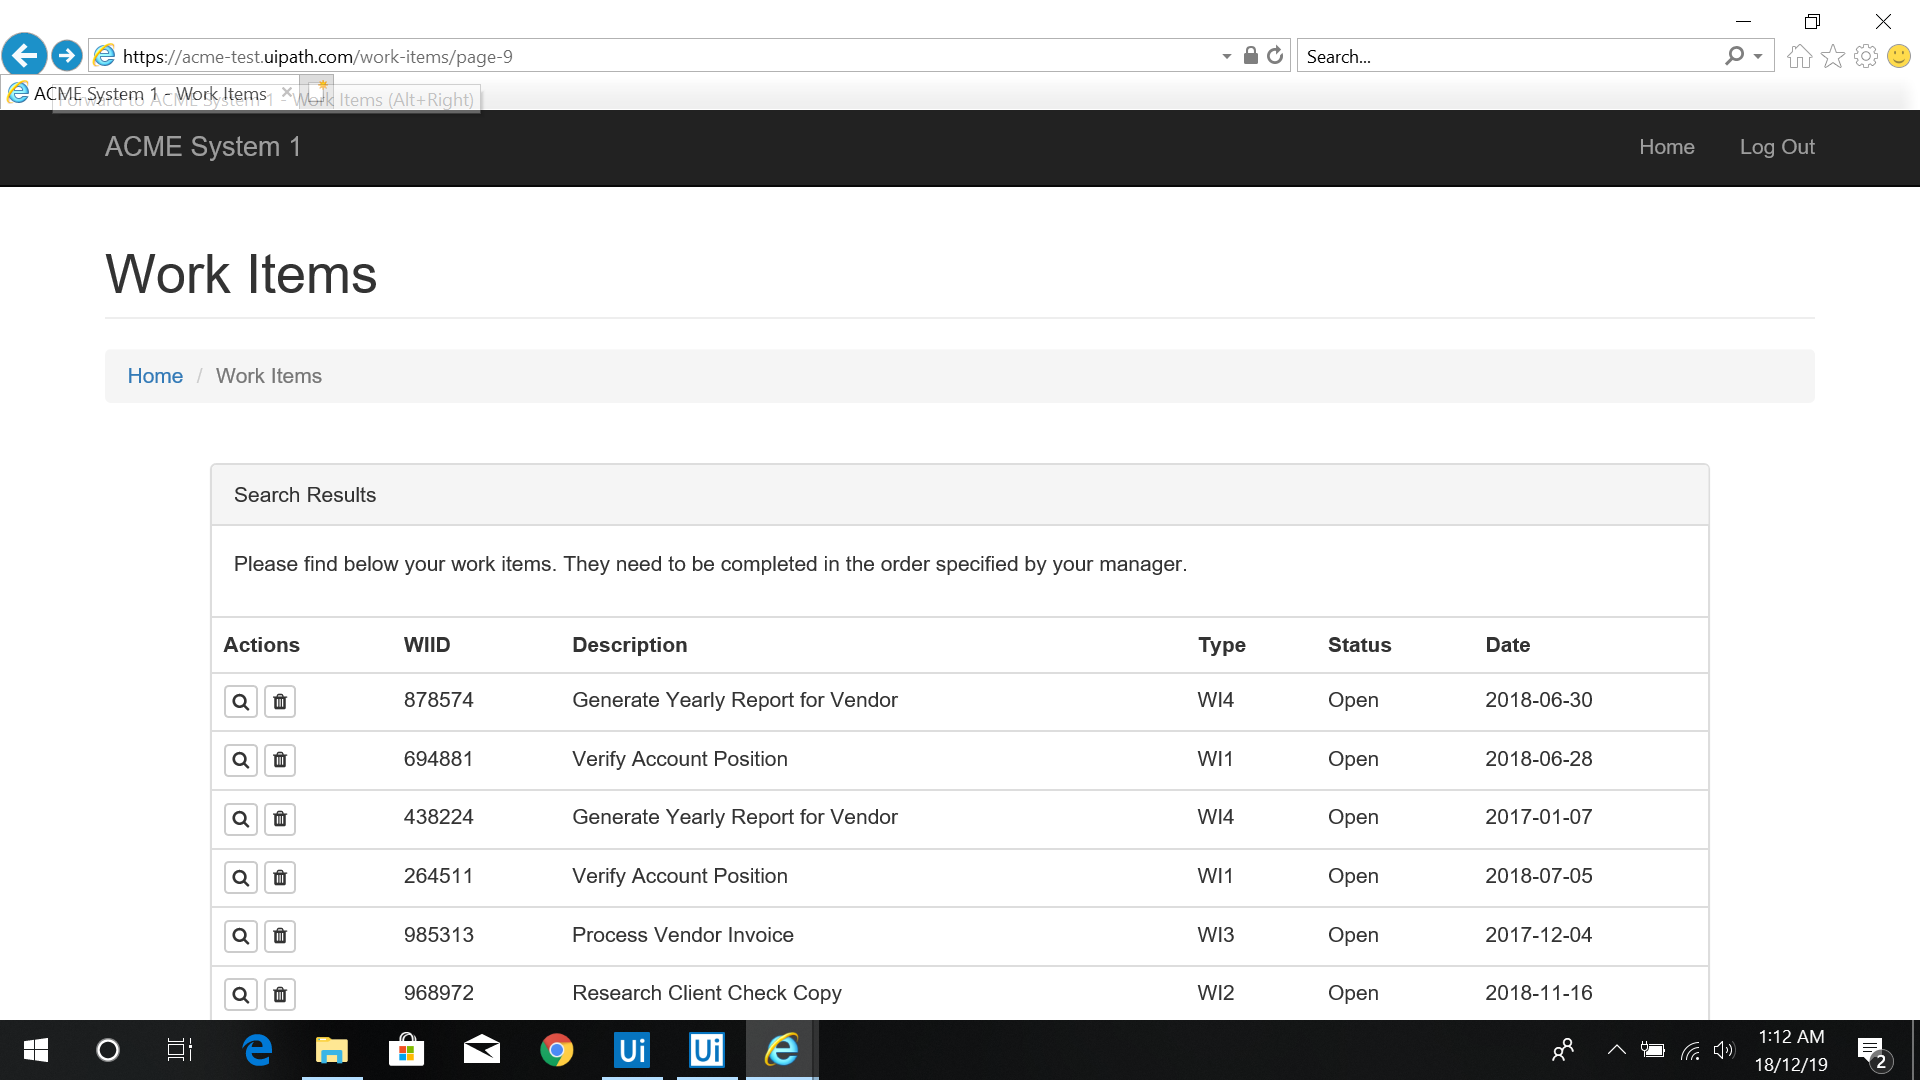 https://acme-test.uipath.com/work-items/page-9
Search...
ACME System 1 - Work Items
Forward to ACME System 1 - Work Items (Alt+Right)
ACME System 1
Home
Log Out
Work Items
Home / Work Items
Search Results
Please find below your work items. They need to be completed in the order specified by your manager.
Actions WIID Description Type Status Date
878574 Generate Yearly Report for Vendor WI4 Open 2018-06-30
694881 Verify Account Position WI1 Open 2018-06-28
438224 Generate Yearly Report for Vendor WI4 Open 2017-01-07
264511 Verify Account Position WI1 Open 2018-07-05
985313 Process Vendor Invoice WI3 Open 2017-12-04
968972 Research Client Check Copy WI2 Open 2018-11-16
Ui
Ui
1:12 AM
18/12/19
2